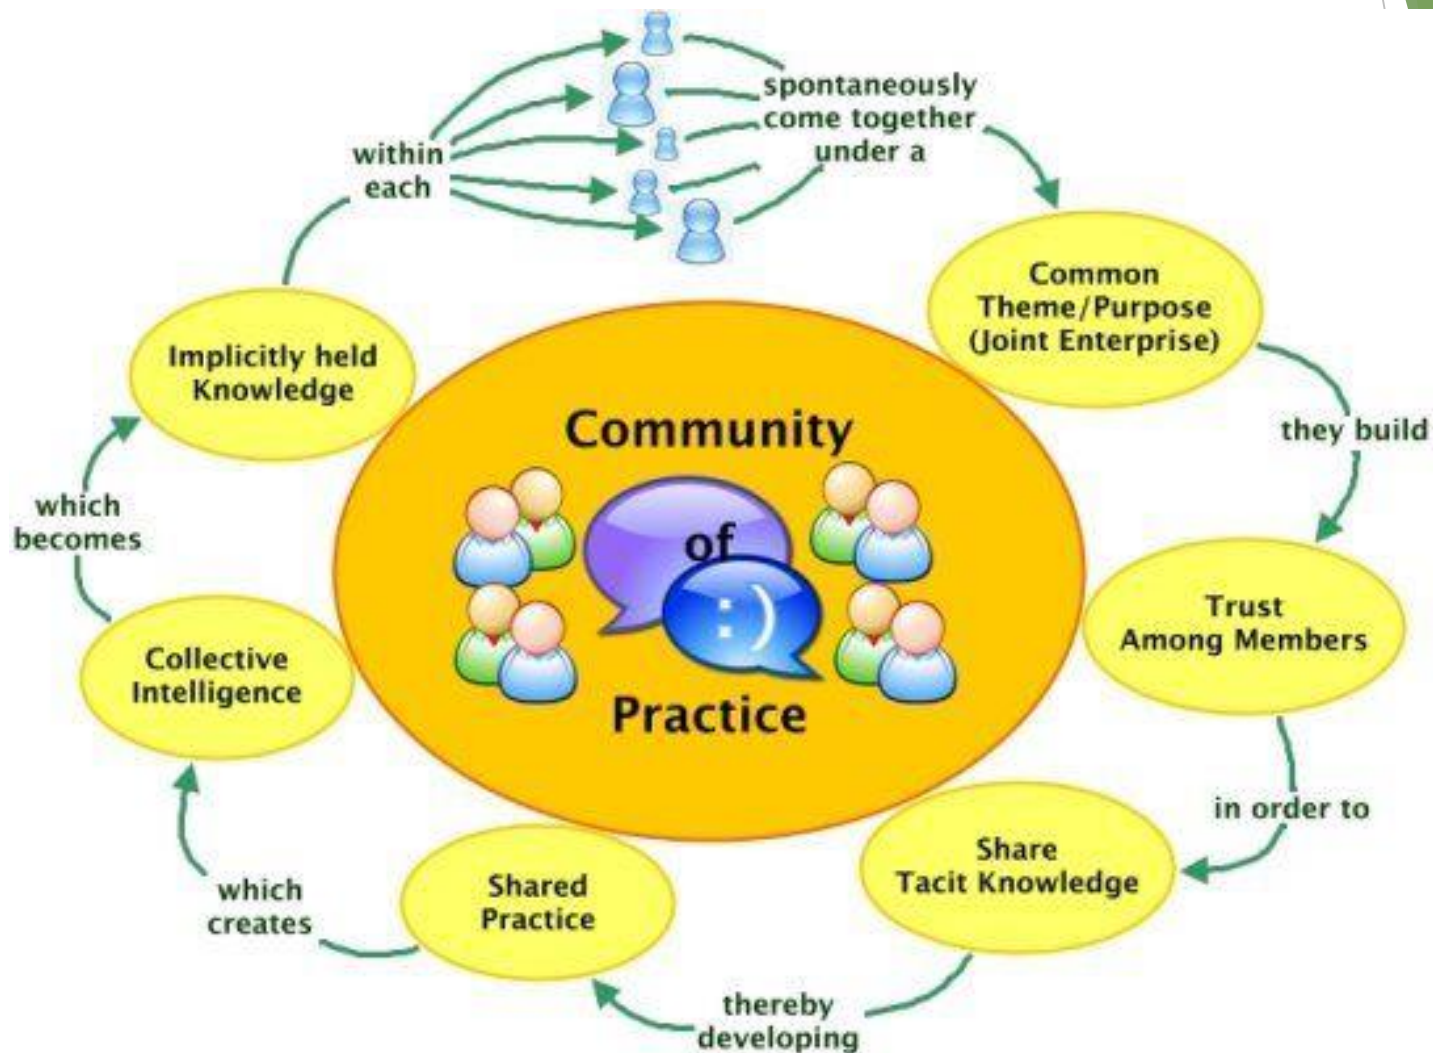 spontaneously
come together
under a
within
each
Common
Theme/Purpose
(Joint Enterprise)
they build
Trust
Among Members
in order to
Share
Tacit Knowledge
thereby
developing
Shared
Practice
which
creates
Collective
Intelligence
which
becomes
Implicitly held
Knowledge
Community
of
:)
Practice